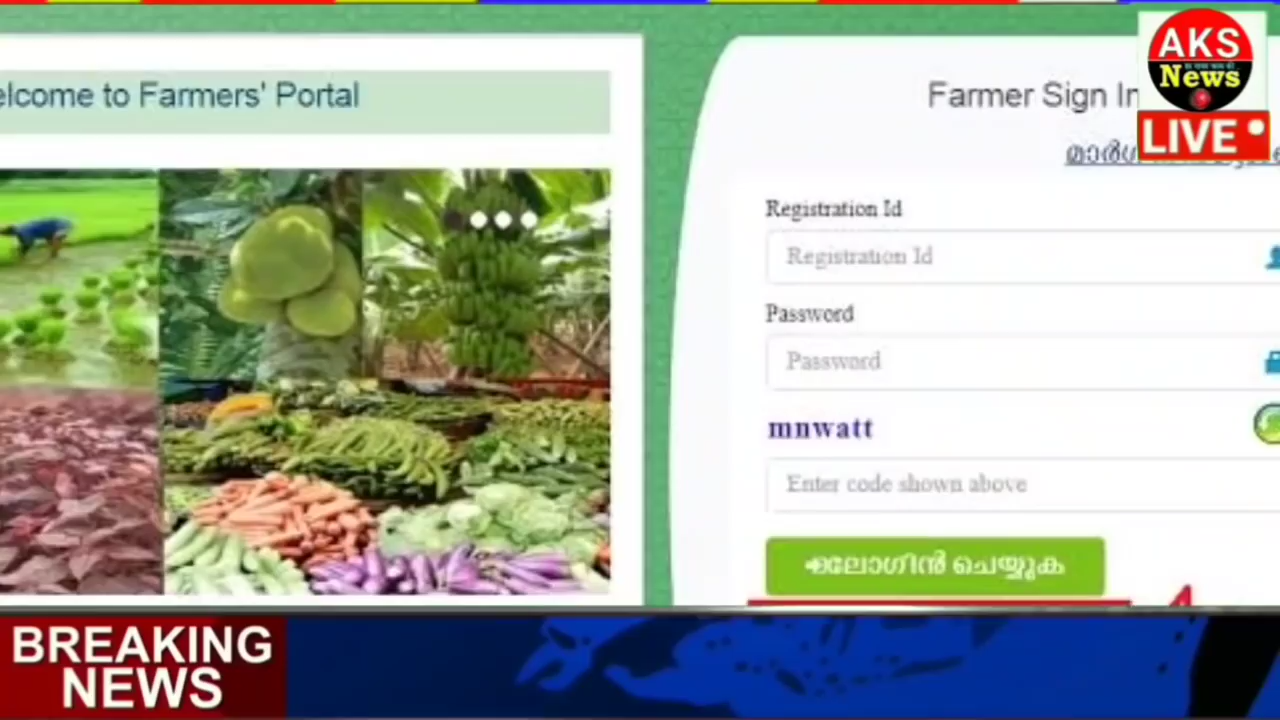 elcome to Farmers' Portal
Farmer Sign In
Registration Id
Registration Id
Password
Password
mnwatt
Enter code shown above
ലോഗിൻ ചെയ്യുക
AKS
News
LIVE
BREAKING
NEWS